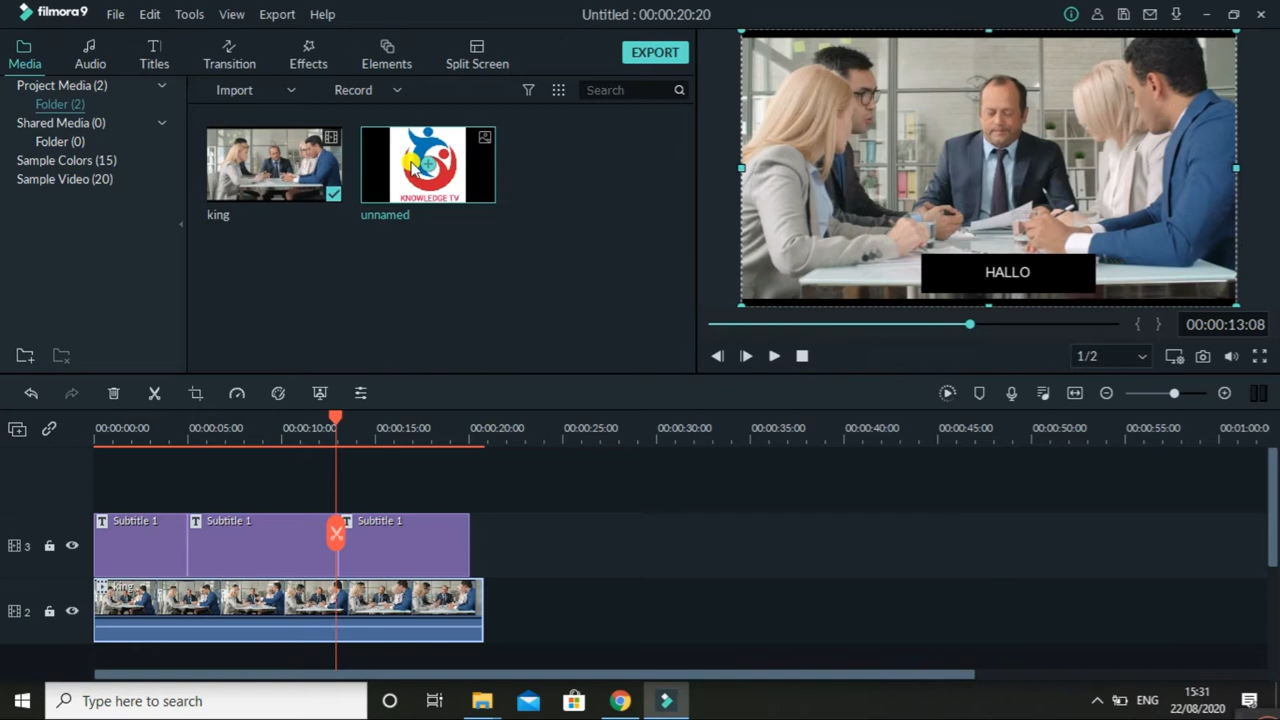 filmora9
File Edit Tools View Export Help
Untitled : 00:00:20:20
Media Audio Titles Transition Effects Elements Split Screen
EXPORT
Project Media (2)
Folder (2)
Shared Media (0)
Folder (0)
Sample Colors (15)
Sample Video (20)
Import Record Search
KNOWLEDGE TV
king unnamed
HALLO
00:00:13:08
1/2
00:00:00:00 00:00:05:00 00:00:10:00 00:00:15:00 00:00:20:00 00:00:25:00 00:00:30:00 00:00:35:00 00:00:40:00 00:00:45:00 00:00:50:00 00:00:55:00 00:01:00:0
3 T Subtitle 1 T Subtitle 1 T Subtitle 1
2 king
Type here to search
ENG
15:31
22/08/2020